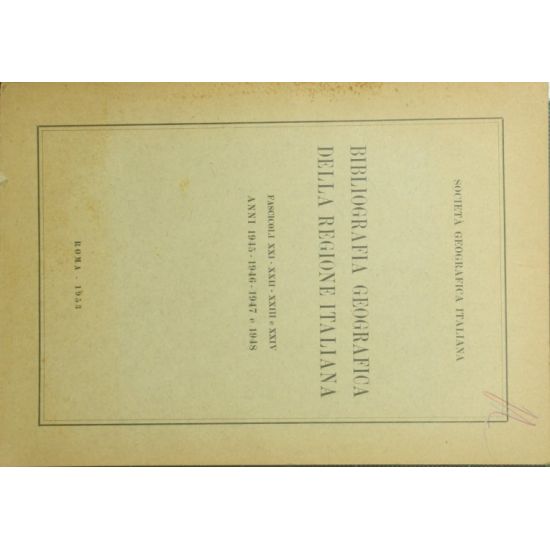 SOCIETÀ GEOGRAFICA ITALIANA
BIBLIOGRAFIA GEOGRAFICA
DELLA REGIONE ITALIANA
FASCICOLI XXI - XXII - XXIII e XXIV
ANNI 1945 - 1946 - 1947 e 1948
ROMA - 1953